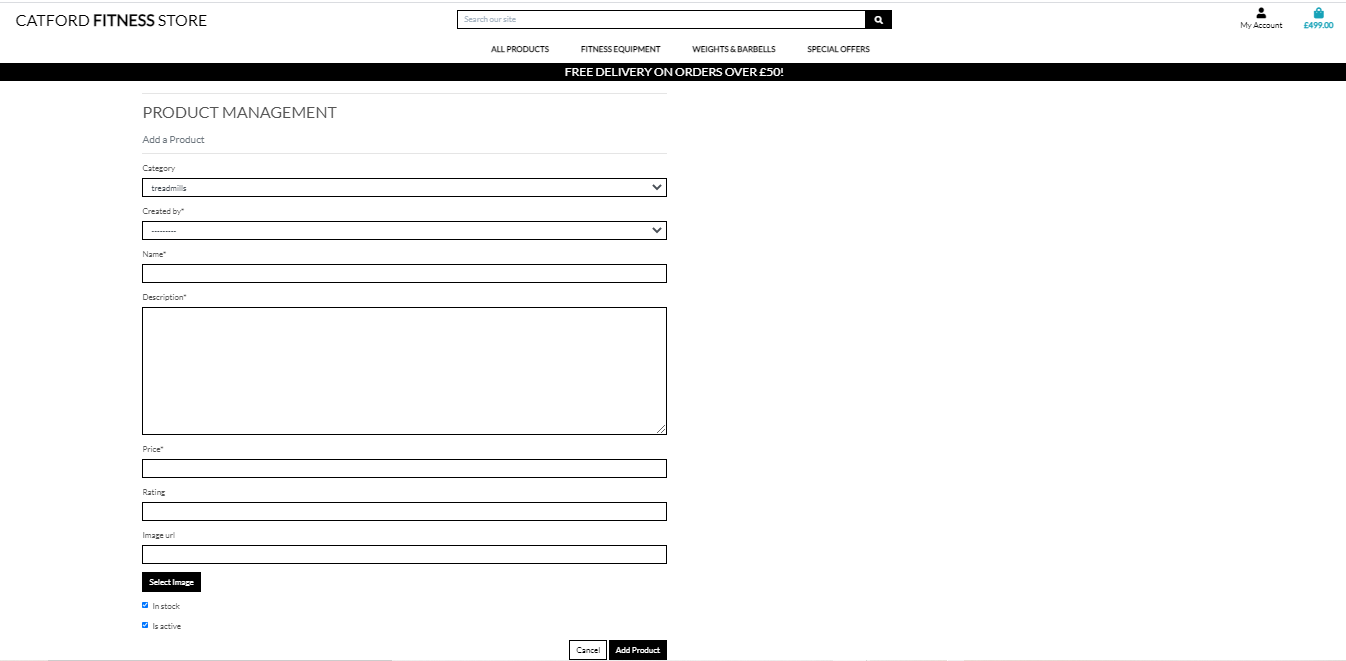 CATFORD FITNESS STORE
Search our site
My Account
£499.00
ALL PRODUCTS FITNESS EQUIPMENT WEIGHTS & BARBELLS SPECIAL OFFERS
FREE DELIVERY ON ORDERS OVER £50!
PRODUCT MANAGEMENT
Add a Product
Category
treadmills
Created by*
---------
Name*
Description*
Price*
Rating
Image url
Select Image
In stock
Is active
Cancel Add Product